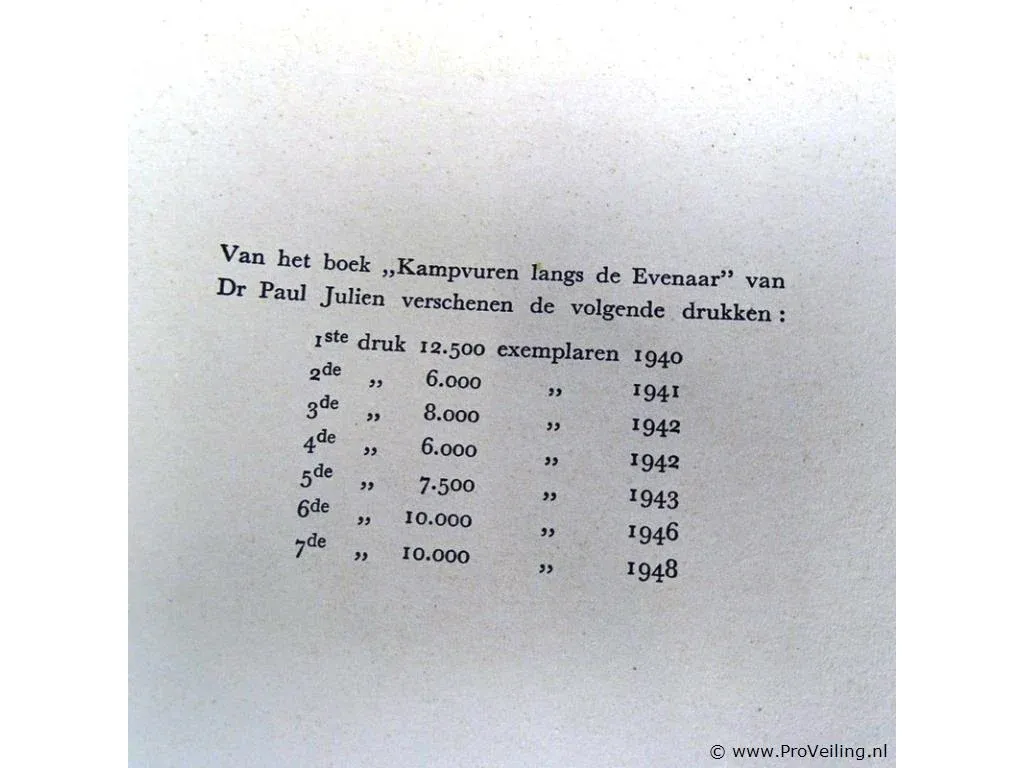 Van het boek „Kampvuren langs de Evenaar” van
Dr Paul Julien verschenen de volgende drukken :
1ste druk 12.500 exemplaren 1940
2de „ 6.000 „ 1941
3de „ 8.000 „ 1942
4de „ 6.000 „ 1942
5de „ 7.500 „ 1943
6de „ 10.000 „ 1946
7de „ 10.000 „ 1948
© www.ProVeiling.nl